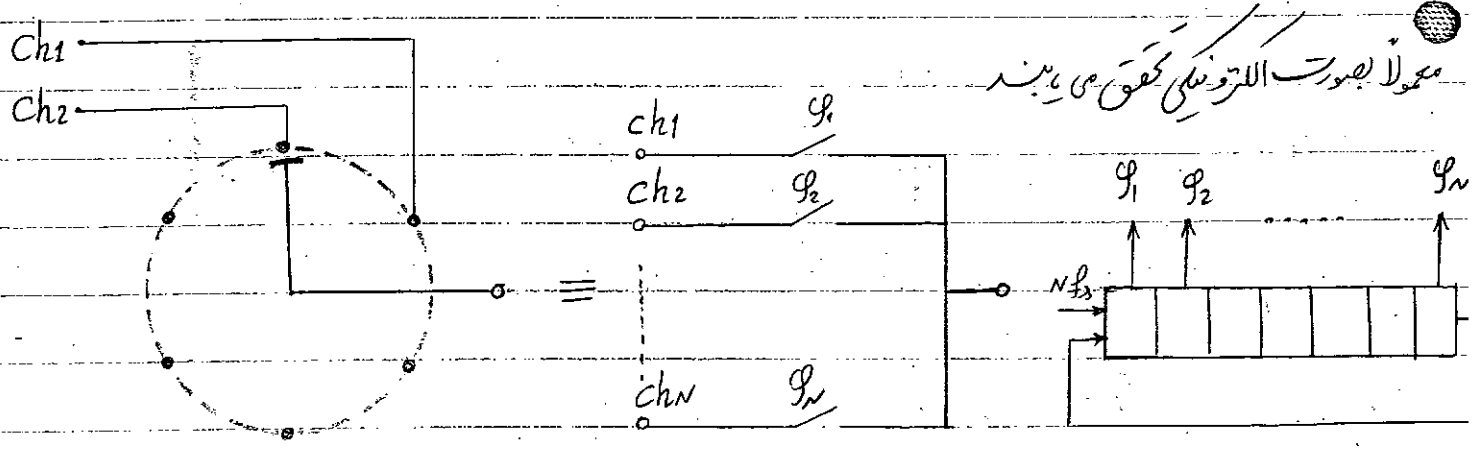 معمولاً بصورت الکترونیکی تحقق می یابند
Ch1
Ch2
ch1 φ1
ch2 φ2
≡
chN φN
φ1 φ2 ...... φN
Nfs